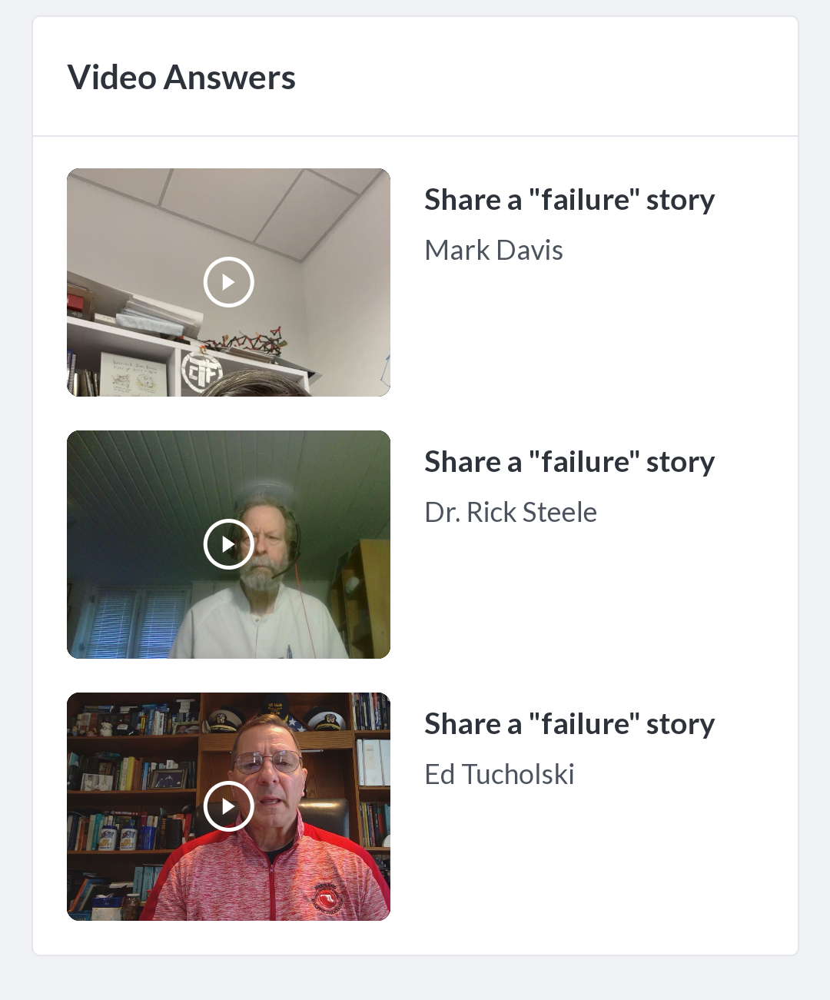 Video Answers
Share a "failure" story
Mark Davis
Share a "failure" story
Dr. Rick Steele
Share a "failure" story
Ed Tucholski